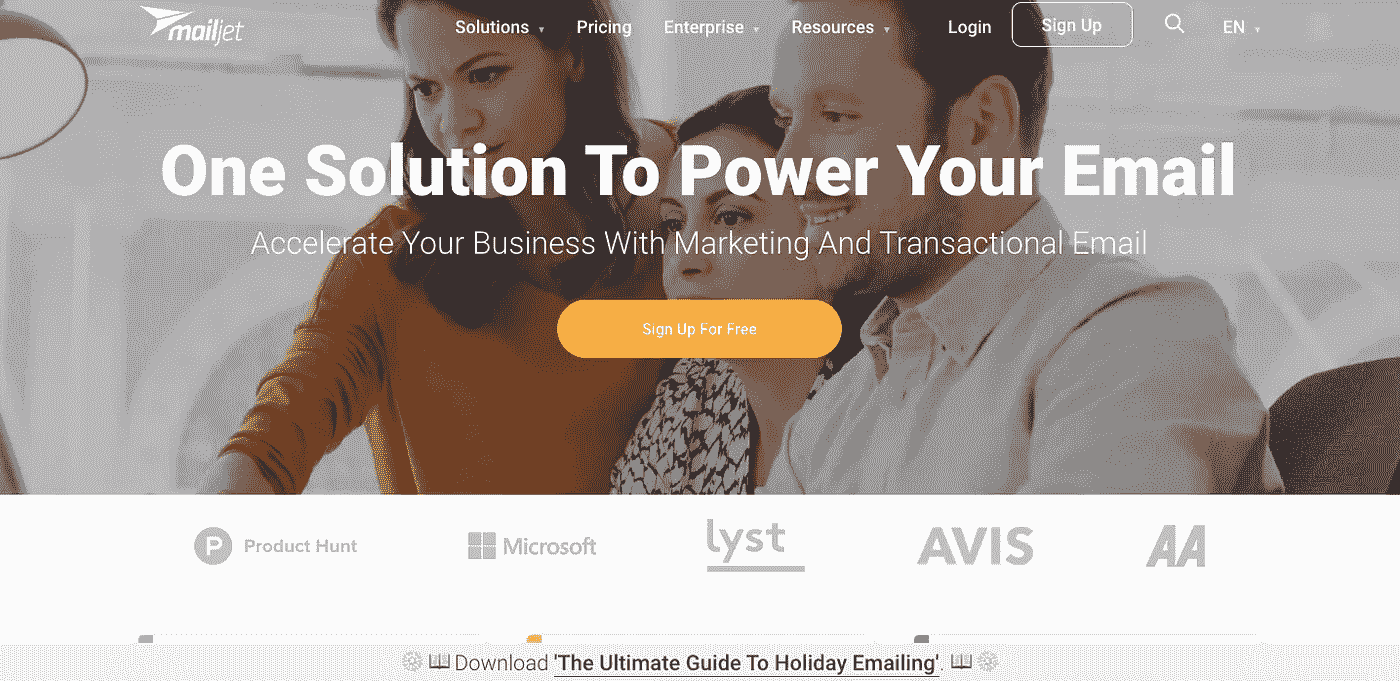 mailjet
Solutions Pricing Enterprise Resources Login Sign Up EN
One Solution To Power Your Email
Accelerate Your Business With Marketing And Transactional Email
Sign Up For Free
P Product Hunt Microsoft lyst AVIS AA
Download 'The Ultimate Guide To Holiday Emailing'.